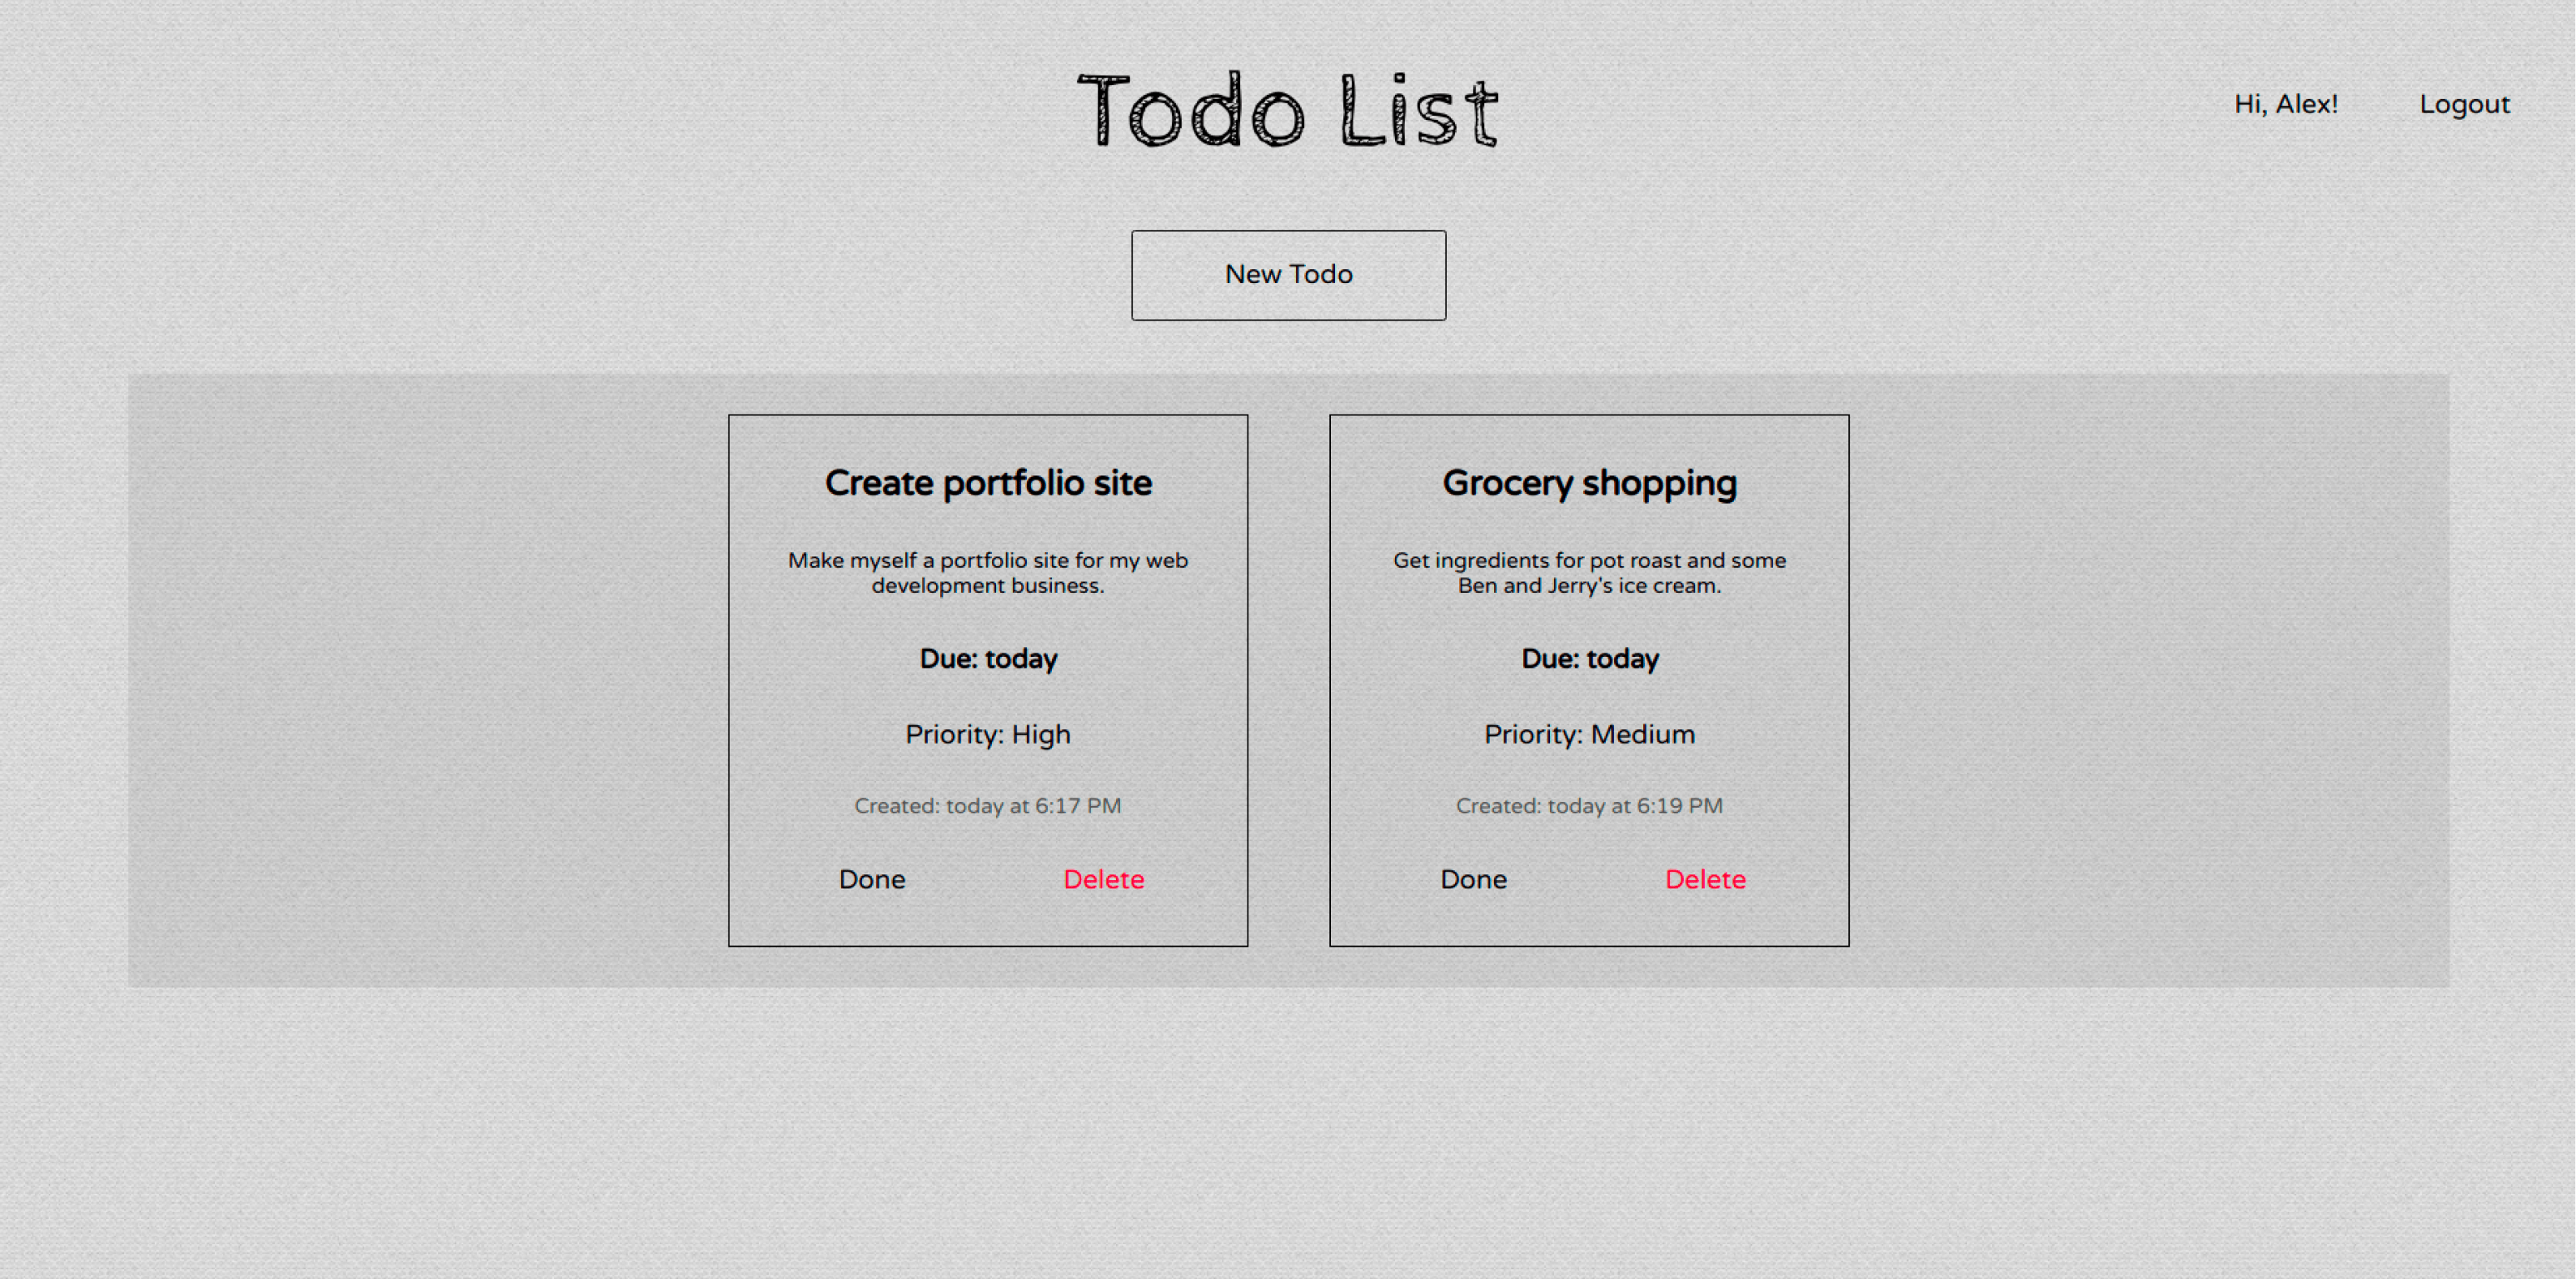 Todo List
Hi, Alex!
Logout
New Todo
Create portfolio site
Make myself a portfolio site for my web
development business.
Due: today
Priority: High
Created: today at 6:17 PM
Done
Delete
Grocery shopping
Get ingredients for pot roast and some
Ben and Jerry's ice cream.
Due: today
Priority: Medium
Created: today at 6:19 PM
Done
Delete